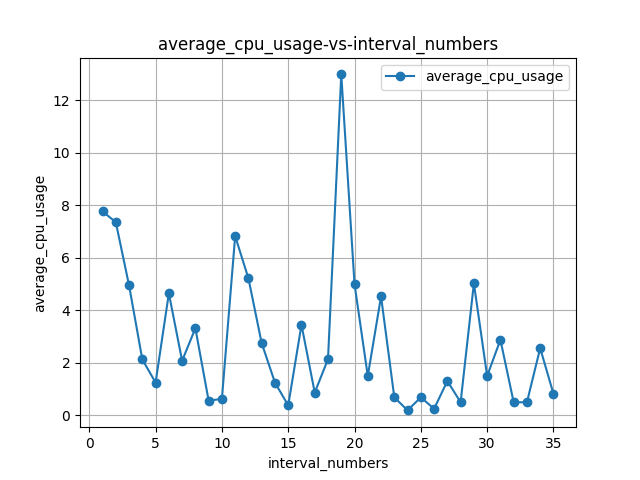 average_cpu_usage-vs-interval_numbers
average_cpu_usage
12
10
8
6
4
2
0
average_cpu_usage
0 5 10 15 20 25 30 35
interval_numbers